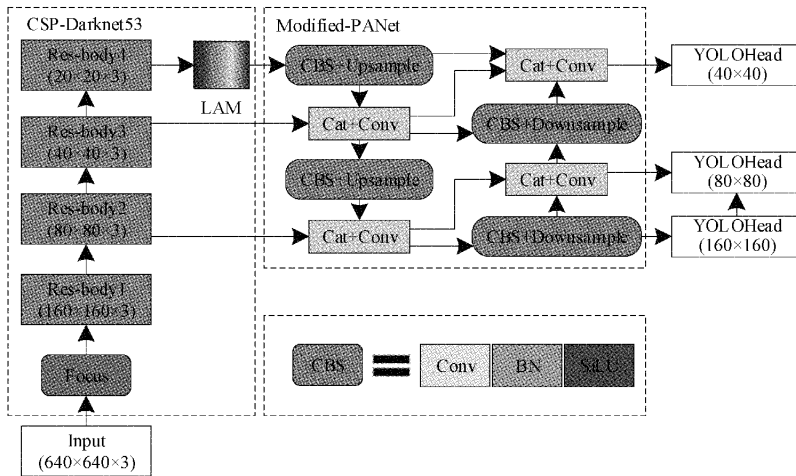 CSP-Darknet53
Res-body1
(20×20×3)
LAM
Res-body3
(40×40×3)
Res-body2
(80×80×3)
Res-body1
(160×160×3)
Focus
Input
(640×640×3)
Modified-PANet
CBS+Upsample
Cat+Conv
Cat+Conv
CBS+Downsample
CBS+Upsample
Cat+Conv
Cat+Conv
CBS+Downsample
YOLOHead
(40×40)
YOLOHead
(80×80)
YOLOHead
(160×160)
CBS
Conv
BN
SiLU